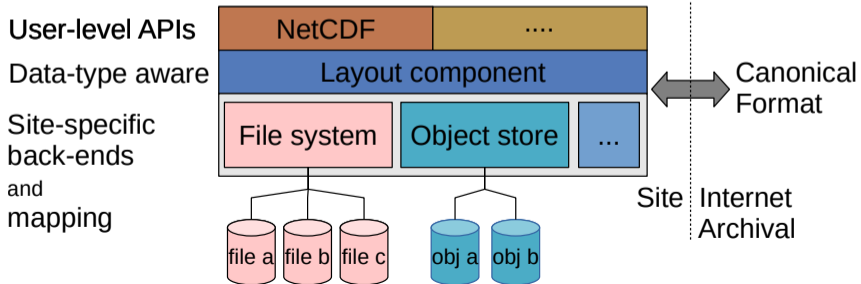 User-level APIs
NetCDF
....
Data-type aware
Layout component
Canonical
Format
Site-specific
back-ends
and
mapping
File system
Object store
...
Site
Internet
Archival
file a
file b
file c
obj a
obj b